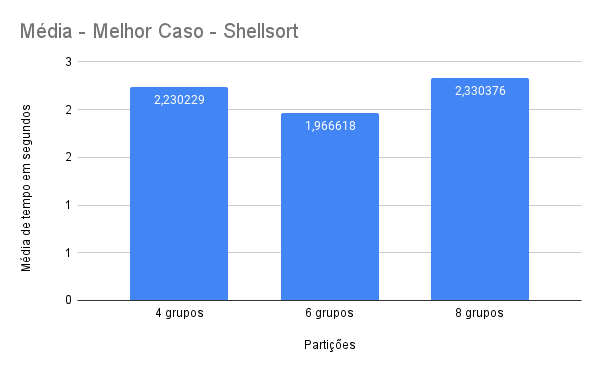 Média - Melhor Caso - Shellsort
Média de tempo em segundos
3
2
2
1
1
0
2,230229
1,966618
2,330376
4 grupos
6 grupos
8 grupos
Partições